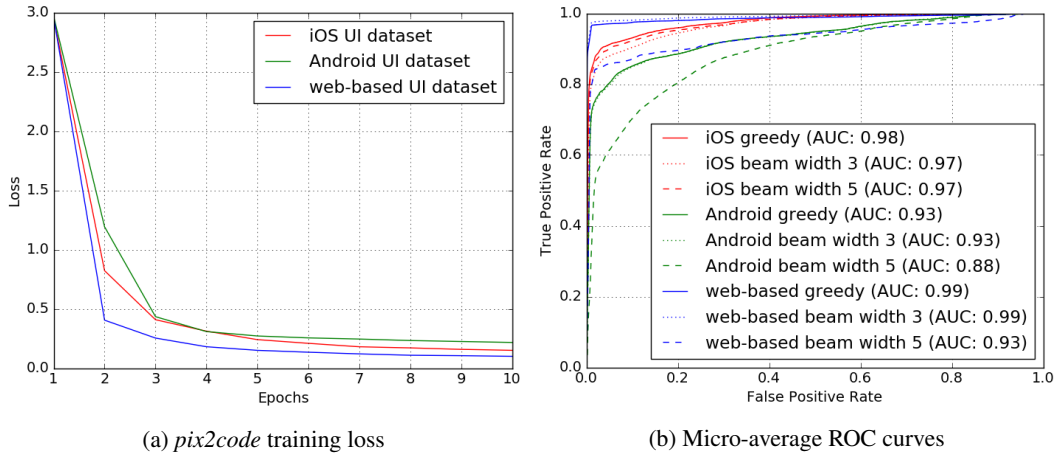 3.0
2.5
2.0
1.5
1.0
0.5
0.0
Loss
iOS UI dataset
Android UI dataset
web-based UI dataset
1 2 3 4 5 6 7 8 9 10
Epochs
(a) pix2code training loss
1.0
0.8
0.6
0.4
0.2
0.0
True Positive Rate
iOS greedy (AUC: 0.98)
iOS beam width 3 (AUC: 0.97)
iOS beam width 5 (AUC: 0.97)
Android greedy (AUC: 0.93)
Android beam width 3 (AUC: 0.93)
Android beam width 5 (AUC: 0.88)
web-based greedy (AUC: 0.99)
web-based beam width 3 (AUC: 0.99)
web-based beam width 5 (AUC: 0.93)
0.0 0.2 0.4 0.6 0.8 1.0
False Positive Rate
(b) Micro-average ROC curves